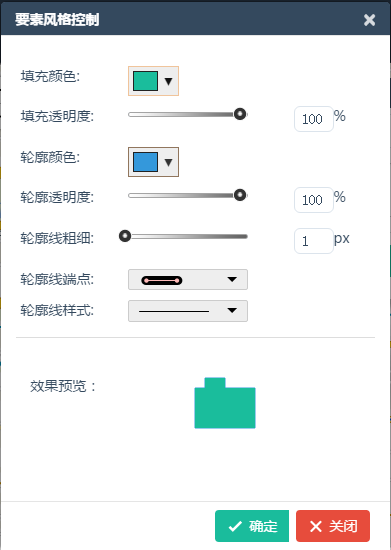 要素风格控制
填充颜色:
填充透明度: 100 %
轮廓颜色:
轮廓透明度: 100 %
轮廓线粗细: 1 px
轮廓线端点:
轮廓线样式:
效果预览：
确定 关闭